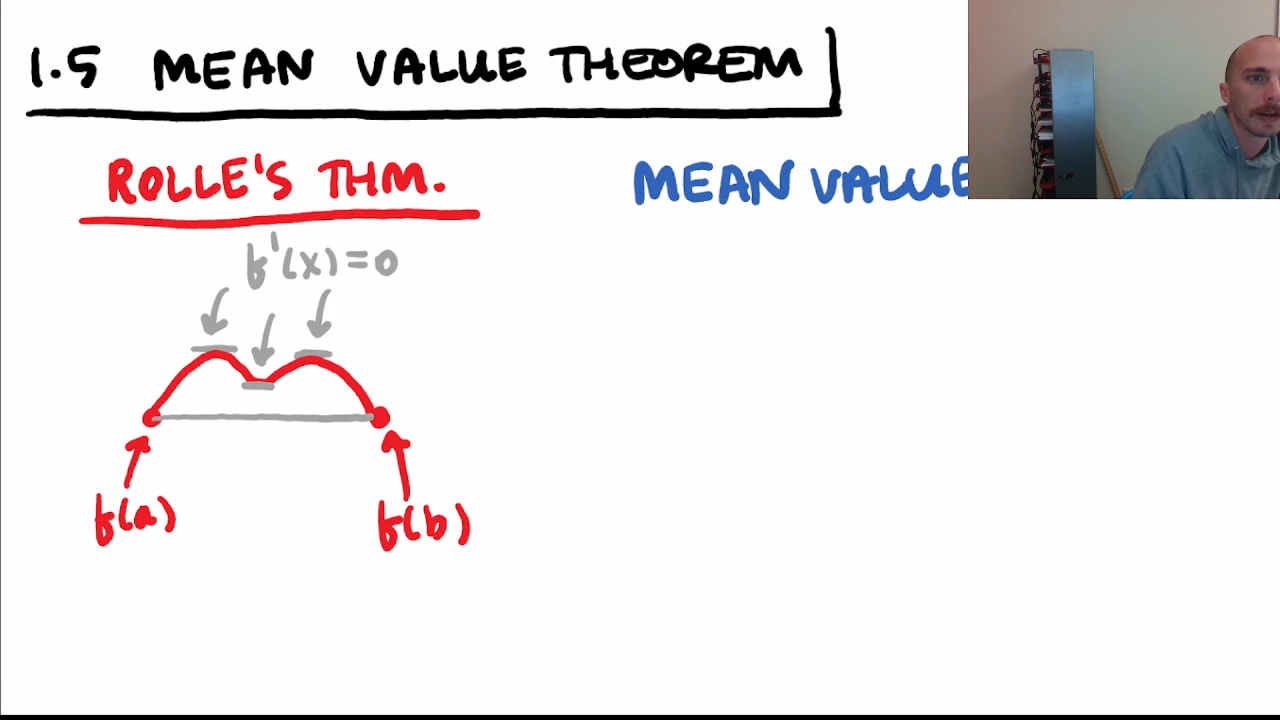 1.5 MEAN VALUE THEOREM
ROLLE'S THM.
MEAN VALUE
f'(x)=0
f(a)
f(b)